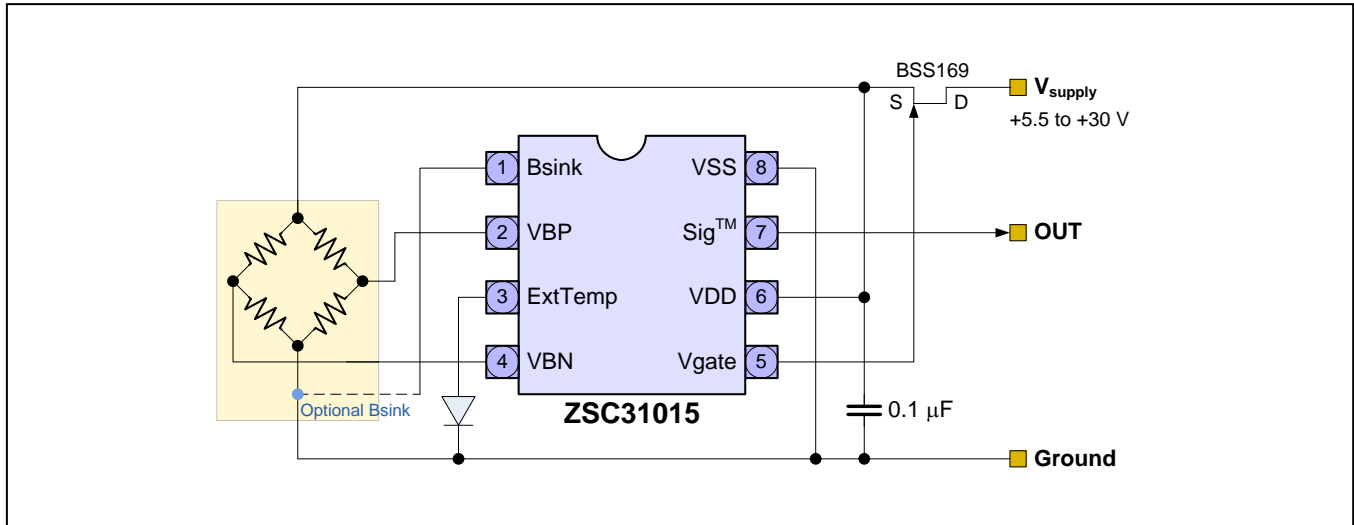 BSS169
S D
V_supply
+5.5 to +30 V
1 Bsink
VSS 8
2 VBP
Sig™ 7
OUT
3 ExtTemp
VDD 6
4 VBN
Vgate 5
Optional Bsink
ZSC31015
0.1 μF
Ground